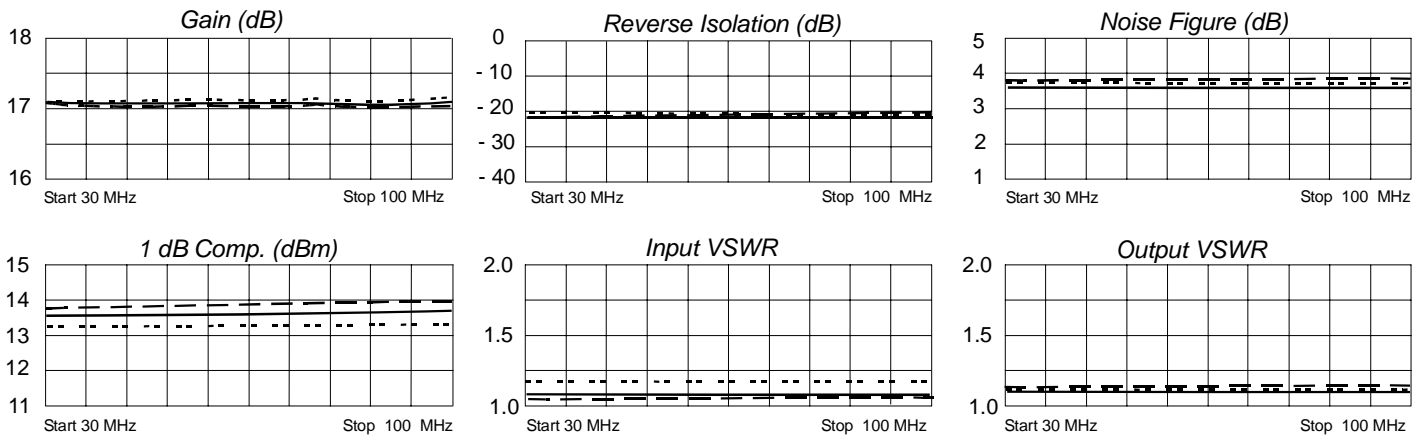 Gain (dB)
18
17
16
Start 30 MHz
Stop 100 MHz
Reverse Isolation (dB)
0
- 10
- 20
- 30
- 40
Start 30 MHz
Stop 100 MHz
Noise Figure (dB)
5
4
3
2
1
Start 30 MHz
Stop 100 MHz
1 dB Comp. (dBm)
15
14
13
12
11
Start 30 MHz
Stop 100 MHz
Input VSWR
2.0
1.5
1.0
Start 30 MHz
Stop 100 MHz
Output VSWR
2.0
1.5
1.0
Start 30 MHz
Stop 100 MHz